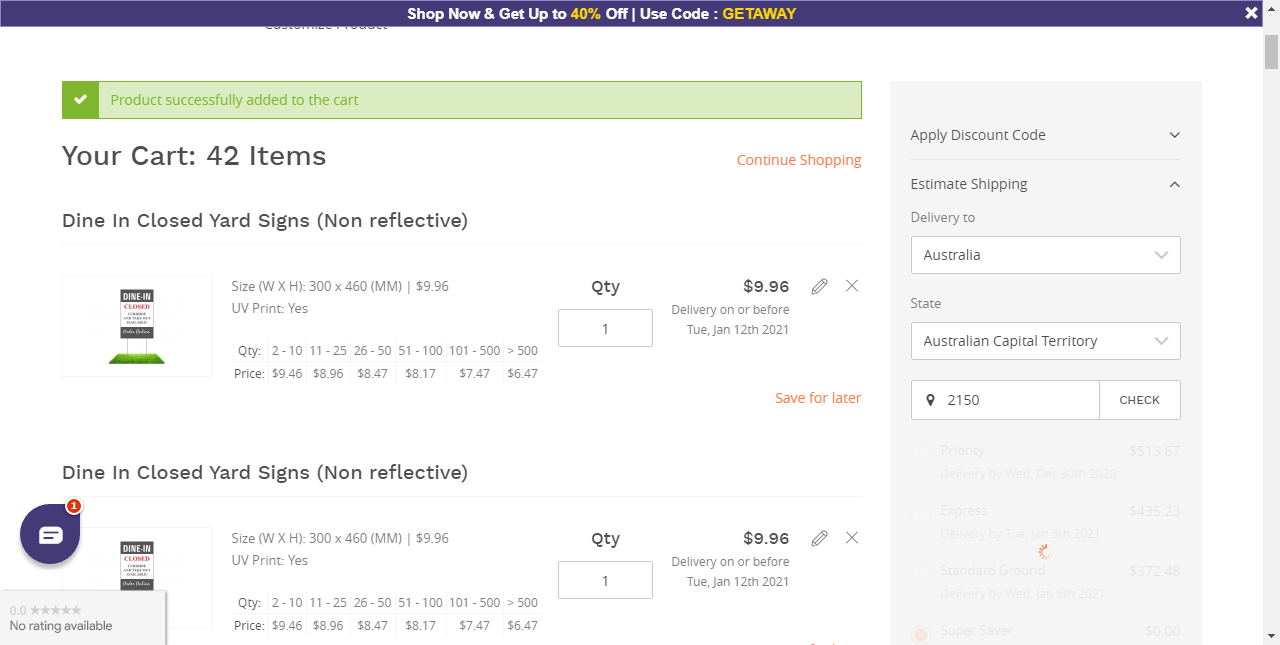 Shop Now & Get Up to 40% Off | Use Code : GETAWAY
Customize Product
Product successfully added to the cart
Your Cart: 42 Items
Continue Shopping
Dine In Closed Yard Signs (Non reflective)
DINE-IN
CLOSED
CURBSIDE
AND TAKE OUT
AVAILABLE!
Order Online
Size (W X H): 300 x 460 (MM) | $9.96
UV Print: Yes
Qty: 2 - 10 11 - 25 26 - 50 51 - 100 101 - 500 > 500
Price: $9.46 $8.96 $8.47 $8.17 $7.47 $6.47
Qty
1
$9.96
Delivery on or before
Tue, Jan 12th 2021
Save for later
Dine In Closed Yard Signs (Non reflective)
DINE-IN
CLOSED
CURBSIDE
AND TAKE OUT
AVAILABLE!
Order Online
Size (W X H): 300 x 460 (MM) | $9.96
UV Print: Yes
Qty: 2 - 10 11 - 25 26 - 50 51 - 100 101 - 500 > 500
Price: $9.46 $8.96 $8.47 $8.17 $7.47 $6.47
Qty
1
$9.96
Delivery on or before
Tue, Jan 12th 2021
Apply Discount Code
Estimate Shipping
Delivery to
Australia
State
Australian Capital Territory
2150
CHECK
Priority $513.67
Delivery by Wed, Dec 30th 2020
Express $435.23
Delivery by Tue, Jan 5th 2021
Standard Ground $372.48
Delivery by Wed, Jan 6th 2021
Super Saver $0.00
1
0.0
No rating available